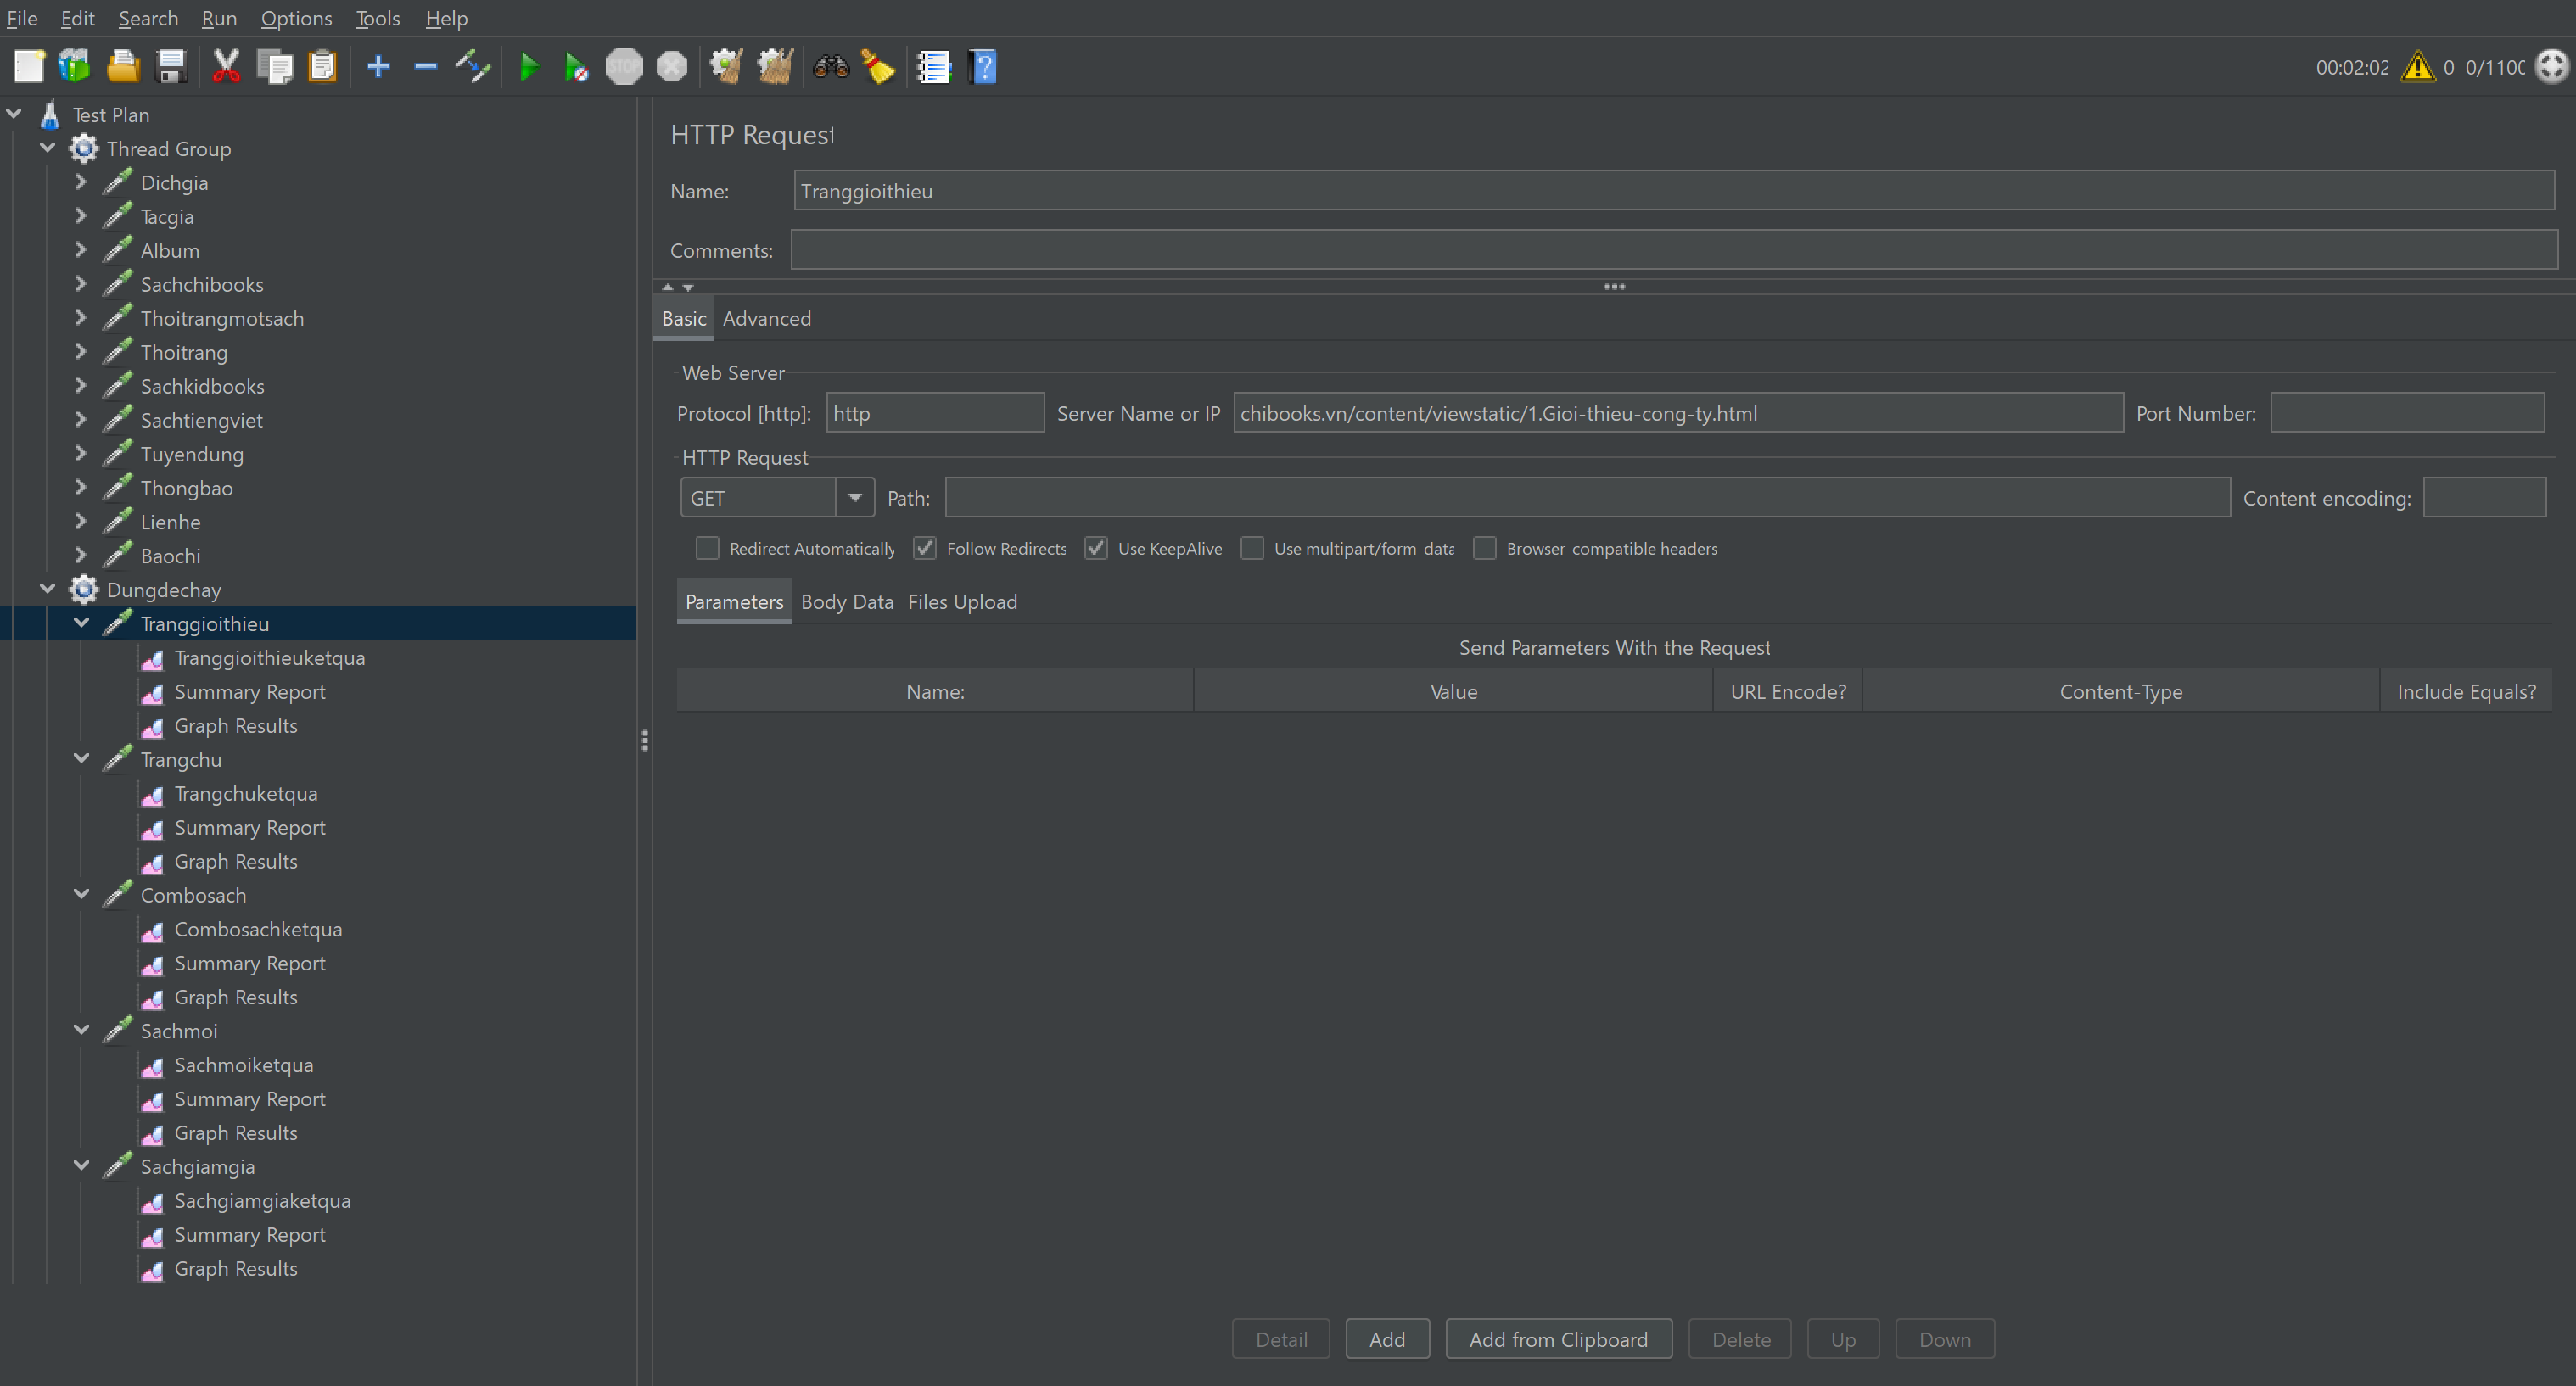 File Edit Search Run Options Tools Help
STOP
00:02:02 0 0/1100
Test Plan
Thread Group
Dichgia
Tacgia
Album
Sachchibooks
Thoitrangmotsach
Thoitrang
Sachkidbooks
Sachtiengviet
Tuyendung
Thongbao
Lienhe
Baochi
Dungdechay
Tranggioithieu
Tranggioithieuketqua
Summary Report
Graph Results
Trangchu
Trangchuketqua
Summary Report
Graph Results
Combosach
Combosachketqua
Summary Report
Graph Results
Sachmoi
Sachmoiketqua
Summary Report
Graph Results
Sachgiamgia
Sachgiamgiaketqua
Summary Report
Graph Results
HTTP Request
Name: Tranggioithieu
Comments:
Basic Advanced
Web Server
Protocol [http]: http Server Name or IP chibooks.vn/content/viewstatic/1.Gioi-thieu-cong-ty.html Port Number:
HTTP Request
GET Path: Content encoding:
Redirect Automatically Follow Redirects Use KeepAlive Use multipart/form-data Browser-compatible headers
Parameters Body Data Files Upload
Send Parameters With the Request
Name: Value URL Encode? Content-Type Include Equals?
Detail Add Add from Clipboard Delete Up Down